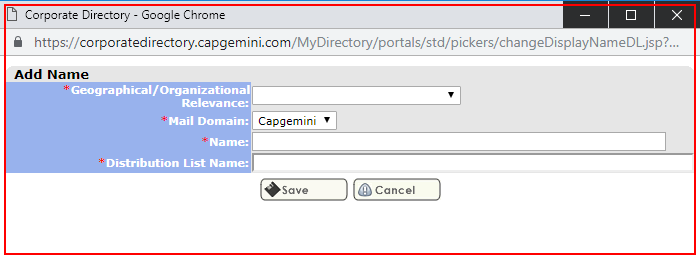 Corporate Directory - Google Chrome
https://corporatedirectory.capgemini.com/MyDirectory/portals/std/pickers/changeDisplayNameDL.jsp?...
Add Name
*Geographical/Organizational
Relevance:
*Mail Domain: Capgemini
*Name:
*Distribution List Name:
Save Cancel